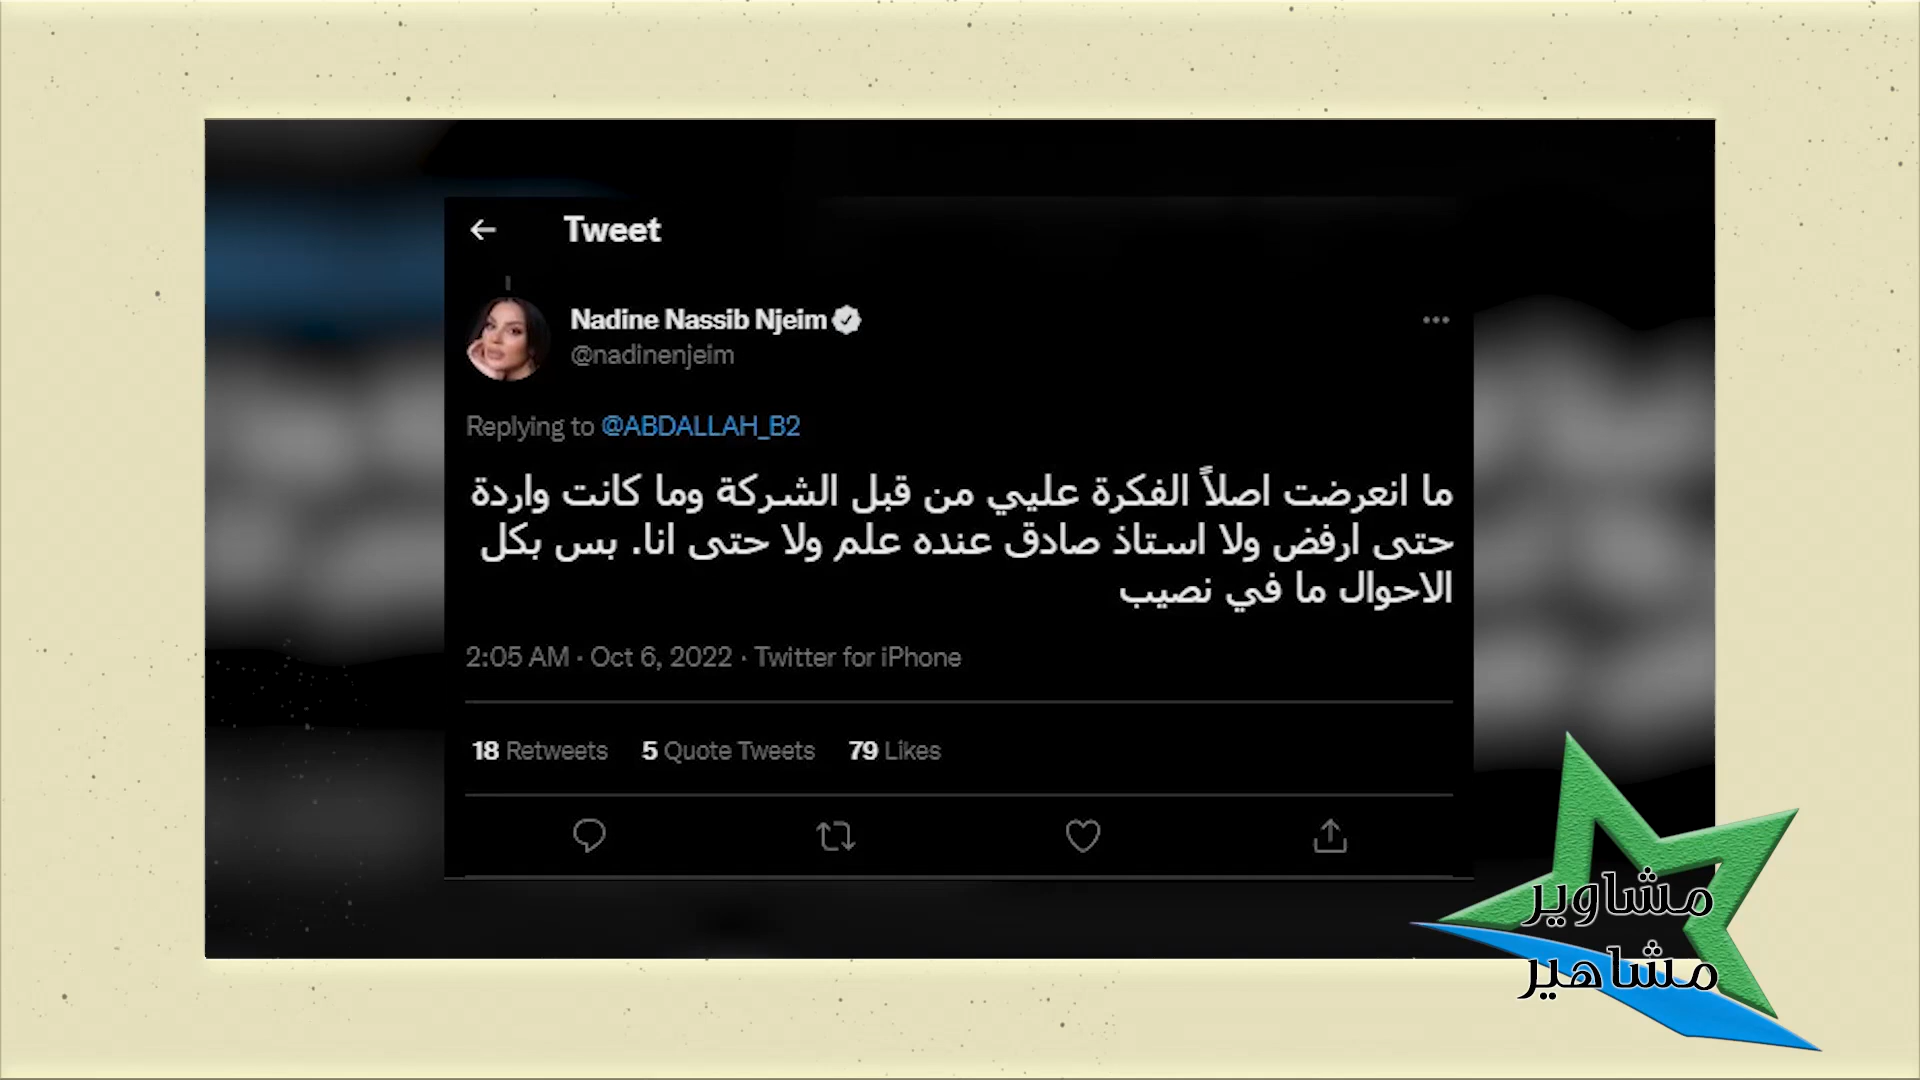 Tweet
Nadine Nassib Njeim
@nadinenjeim
Replying to @ABDALLAH_B2
ما انعرضت اصلاً الفكرة عليي من قبل الشركة وما كانت واردة
حتى ارفض ولا استاذ صادق عنده علم ولا حتى انا. بس بكل
الاحوال ما في نصيب
2:05 AM · Oct 6, 2022 · Twitter for iPhone
18 Retweets 5 Quote Tweets 79 Likes
مشاوير
مشاهير